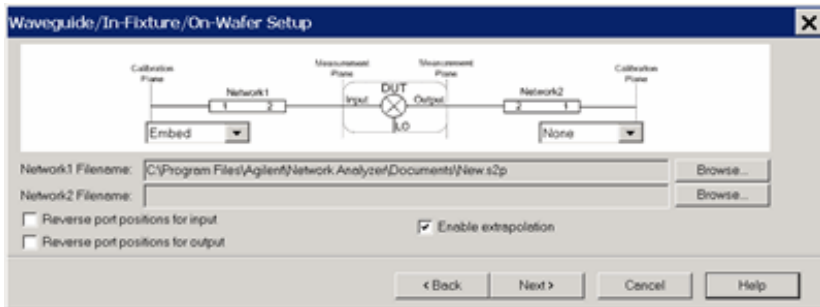 Waveguide/In-Fixture/On-Wafer Setup
Calibration Plane
Measurement Plane
Measurement Plane
Calibration Plane
Network1
1 2
Input
DUT
Output
LO
Network2
2 1
Embed
None
Network1 Filename: C:\Program Files\Agilent\Network Analyzer\Documents\New.s2p Browse...
Network2 Filename: Browse...
Reverse port positions for input
Enable extrapolation
Reverse port positions for output
< Back Next > Cancel Help